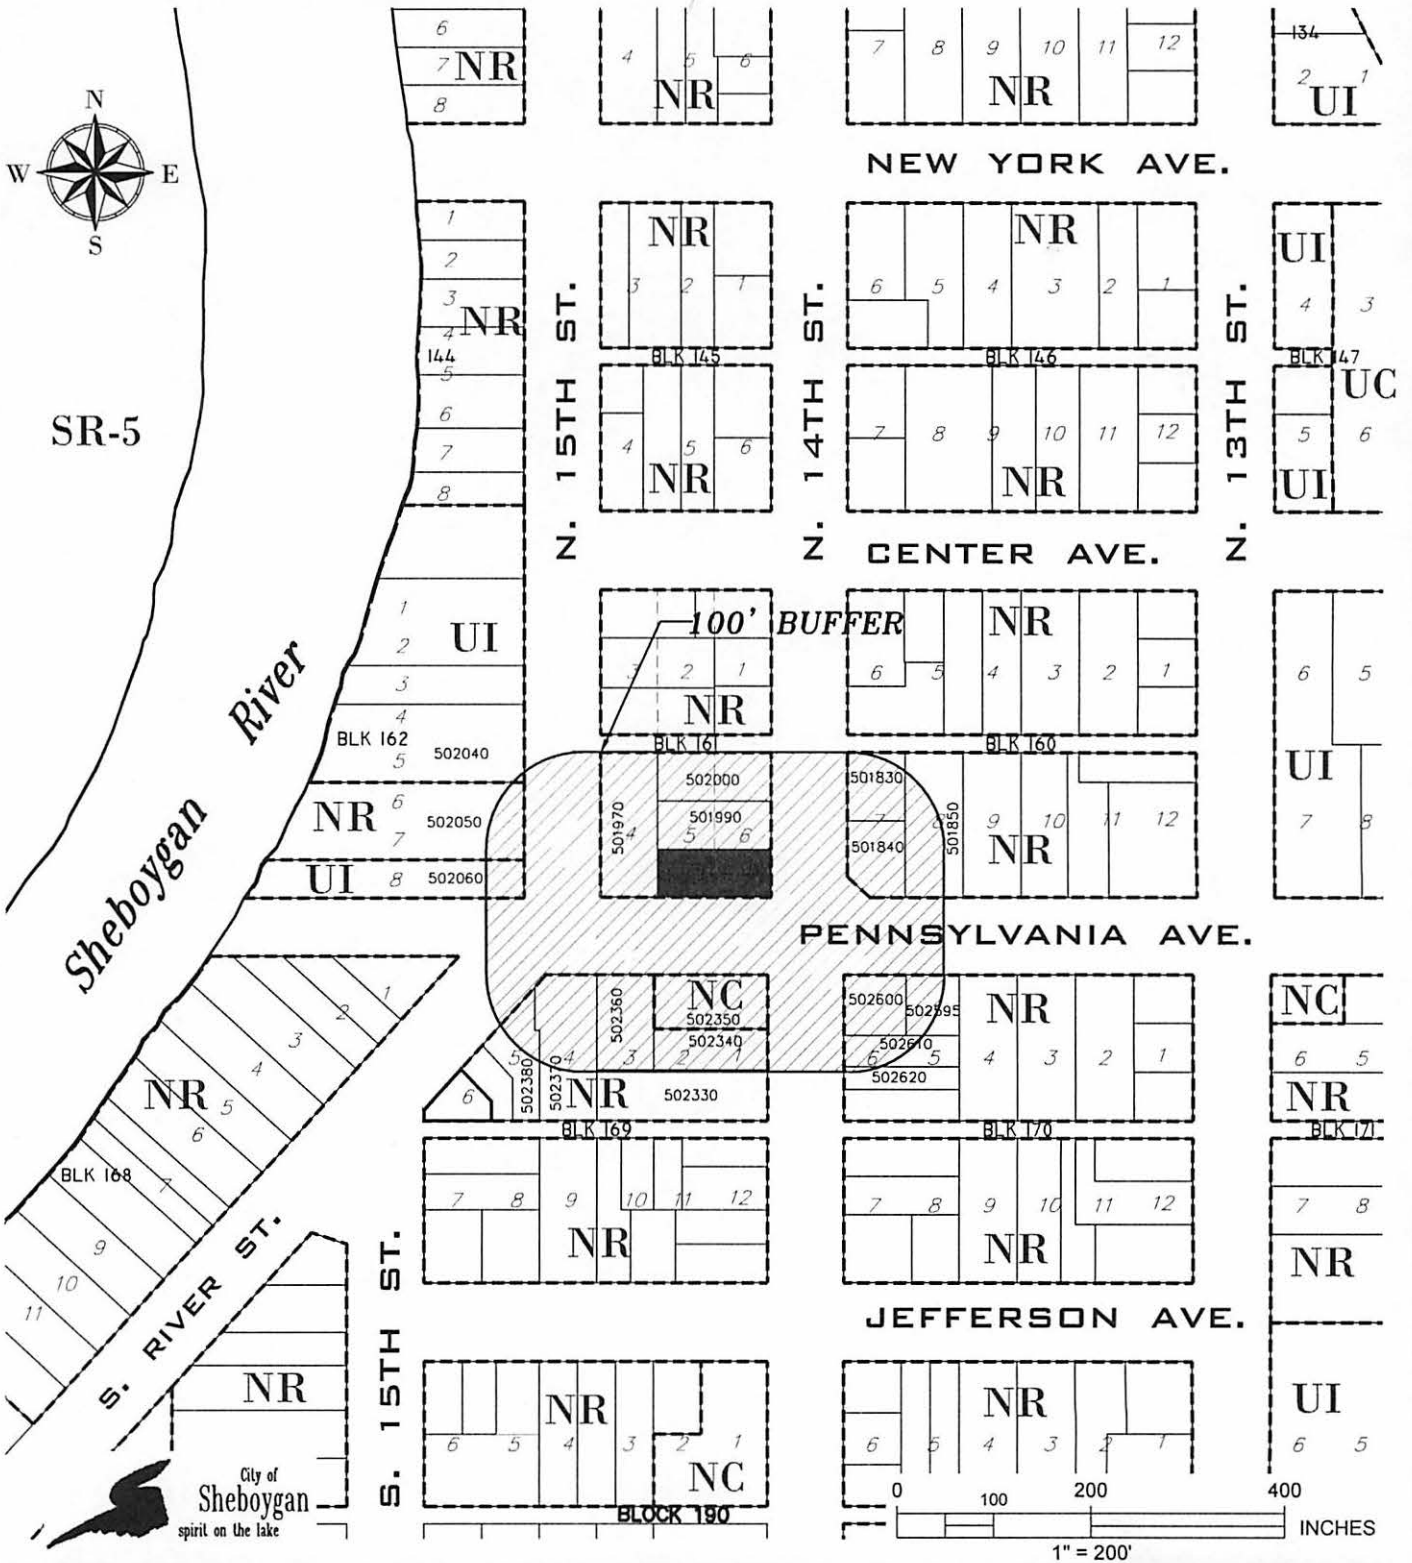 6
7 NR
8
4 5 6
NR
7 8 9 10 11 12
NR
134
2 1
UI
N
W E
S
NEW YORK AVE.
1
2
3
NR
4
144
5
6
7
8
NR
3 2 1
BLK 145
4 5 6
NR
NR
6 5 4 3 2 1
BLK 146
7 8 9 10 11 12
NR
UI
4 3
BLK 147
UC
5 6
UI
N. 15TH ST.
N. 14TH ST.
N. 13TH ST.
SR-5
CENTER AVE.
1
2
UI
3
4
BLK 162
5 502040
NR
6
7
502050
UI 8 502060
100' BUFFER
3 2 1
NR
BLK 161
502000
501970
501990
4 5 6
NR
6 5 4 3 2 1
BLK 160
501830
7 8
501840
501850
9 10 11 12
NR
6 5
UI
7 8
Sheboygan River
PENNSYLVANIA AVE.
1
2
3
4
NR 5
6
BLK 168
7
9
10
11
502360
NC
502350
502340
5 4 3 2 1
6
502380
502370
NR
502330
BLK 169
7 8 9 10 11 12
NR
502600
502595
NR
502610
6 5 4 3 2 1
502620
BLK 170
7 8 9 10 11 12
NR
NC
6 5
NR
BLK 171
7 8
NR
S. RIVER ST.
S. 15TH ST.
JEFFERSON AVE.
NR
NR
6 5 4 3 2 1
NC
BLOCK 190
NR
6 5 4 3 2 1
UI
6 5
City of
Sheboygan
spirit on the lake
0 100 200 400
INCHES
1" = 200'